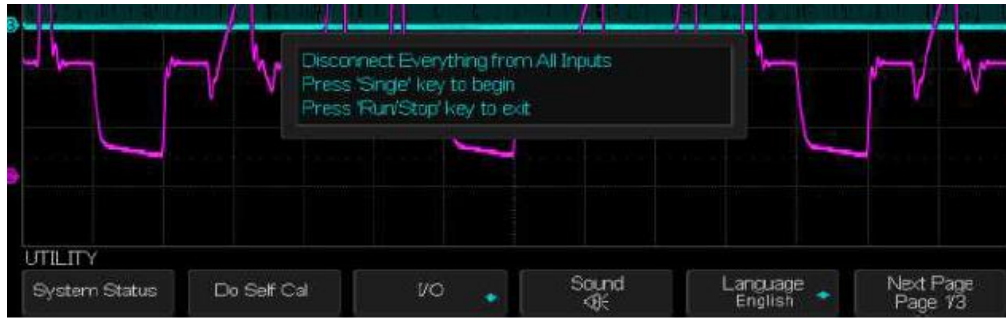 Disconnect Everything from All Inputs
Press 'Single' key to begin
Press 'Run/Stop' key to exit
UTILITY
System Status
Do Self Cal
I/O
Sound
Language
English
Next Page
Page 1/3